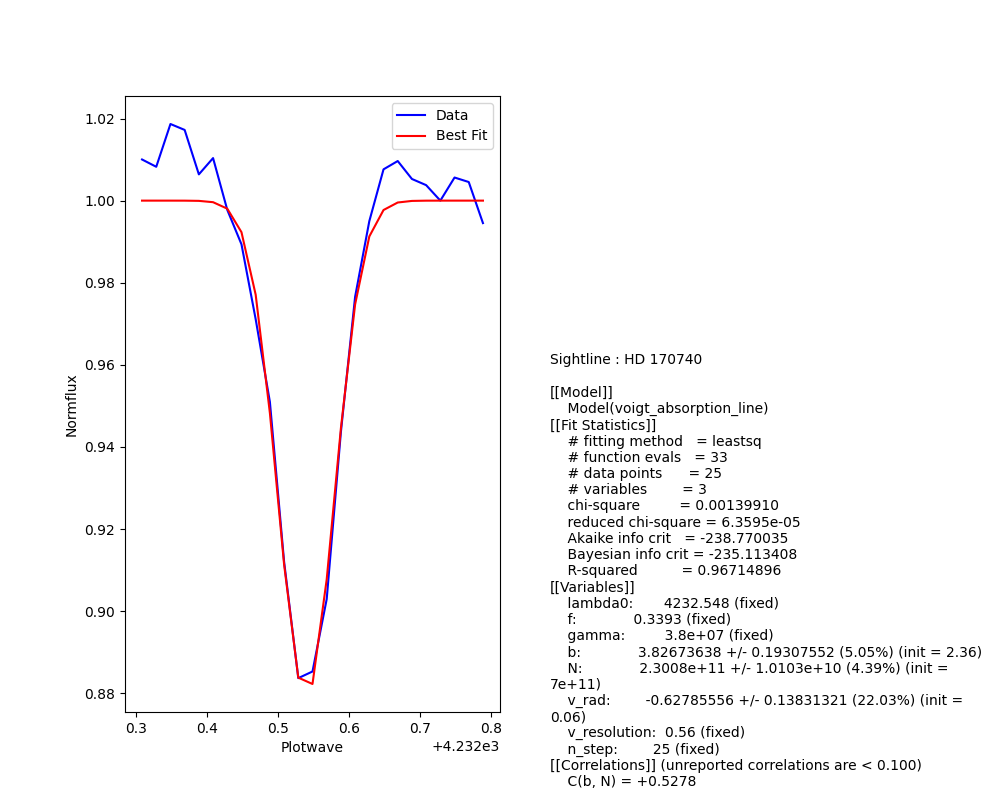 Data
Best Fit
1.02
1.00
0.98
0.96
0.94
0.92
0.90
0.88
Normflux
0.3 0.4 0.5 0.6 0.7 0.8
Plotwave
+4.232e3
Sightline : HD 170740
[[Model]]
Model(voigt_absorption_line)
[[Fit Statistics]]
# fitting method = leastsq
# function evals = 33
# data points = 25
# variables = 3
chi-square = 0.00139910
reduced chi-square = 6.3595e-05
Akaike info crit = -238.770035
Bayesian info crit = -235.113408
R-squared = 0.96714896
[[Variables]]
lambda0: 4232.548 (fixed)
f: 0.3393 (fixed)
gamma: 3.8e+07 (fixed)
b: 3.82673638 +/- 0.19307552 (5.05%) (init = 2.36)
N: 2.3008e+11 +/- 1.0103e+10 (4.39%) (init =
7e+11)
v_rad: -0.62785556 +/- 0.13831321 (22.03%) (init =
0.06)
v_resolution: 0.56 (fixed)
n_step: 25 (fixed)
[[Correlations]] (unreported correlations are < 0.100)
C(b, N) = +0.5278